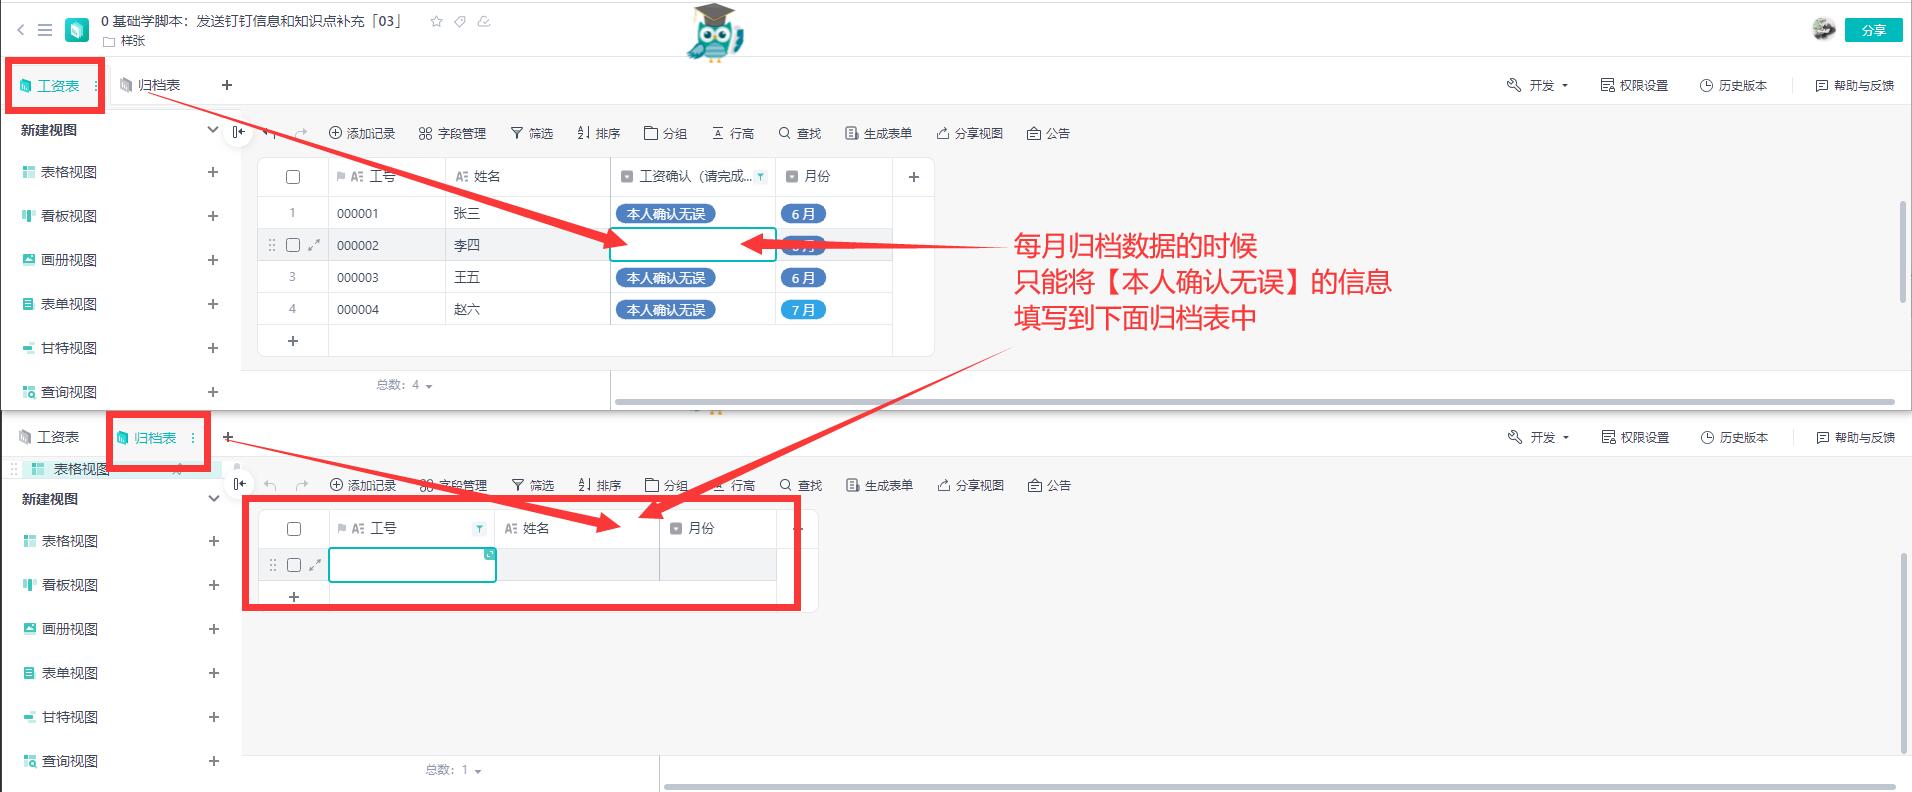 0 基础学脚本：发送钉钉信息和知识点补充「03」
样张
分享
工资表
归档表
开发
权限设置
历史版本
帮助与反馈
新建视图
添加记录
字段管理
筛选
排序
分组
行高
查找
生成表单
分享视图
公告
表格视图
看板视图
画册视图
表单视图
甘特视图
查询视图
工号 姓名 工资确认（请完成... 月份
1 000001 张三 本人确认无误 6 月
000002 李四
3 000003 王五 本人确认无误 6 月
4 000004 赵六 本人确认无误 7 月
总数：4
每月归档数据的时候
只能将【本人确认无误】的信息
填写到下面归档表中
工资表
归档表
开发
权限设置
历史版本
帮助与反馈
表格视图
新建视图
添加记录
字段管理
筛选
排序
分组
行高
查找
生成表单
分享视图
公告
表格视图
看板视图
画册视图
表单视图
甘特视图
查询视图
工号 姓名 月份
总数：1